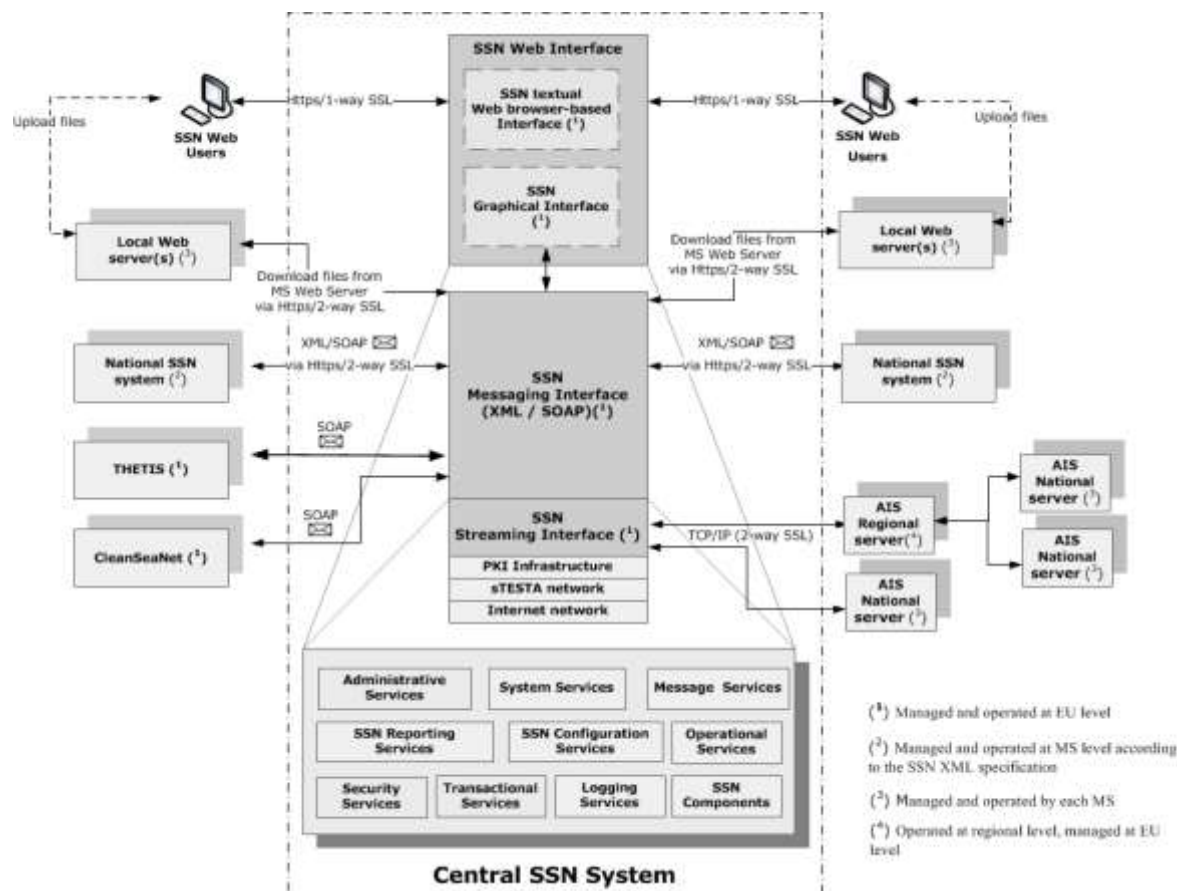 SSN Web Interface
SSN textual
Web browser-based
Interface (¹)
SSN
Graphical Interface
(¹)
Https/1-way SSL
Https/1-way SSL
Upload files
Upload files
SSN Web
Users
SSN Web
Users
Local Web
server(s) (³)
Local Web
server(s) (³)
Download files from
MS Web Server
via Https/2-way SSL
Download files from
MS Web Server
via Https/2-way SSL
National SSN
system (²)
XML/SOAP
via Https/2-way SSL
SSN
Messaging Interface
(XML / SOAP)(¹)
XML/SOAP
via Https/2-way SSL
National SSN
system (²)
SOAP
THETIS (¹)
SOAP
CleanSeaNet (¹)
SSN
Streaming Interface (¹)
PKI Infrastructure
sTESTA network
Internet network
TCP/IP (2-way SSL)
AIS
Regional
server(⁴)
AIS
National
server (³)
AIS
National
server (³)
AIS
National
server (³)
Administrative
Services
System Services
Message Services
SSN Reporting
Services
SSN Configuration
Services
Operational
Services
Security
Services
Transactional
Services
Logging
Services
SSN
Components
Central SSN System
(¹) Managed and operated at EU level
(²) Managed and operated at MS level according
to the SSN XML specification
(³) Managed and operated by each MS
(⁴) Operated at regional level, managed at EU
level